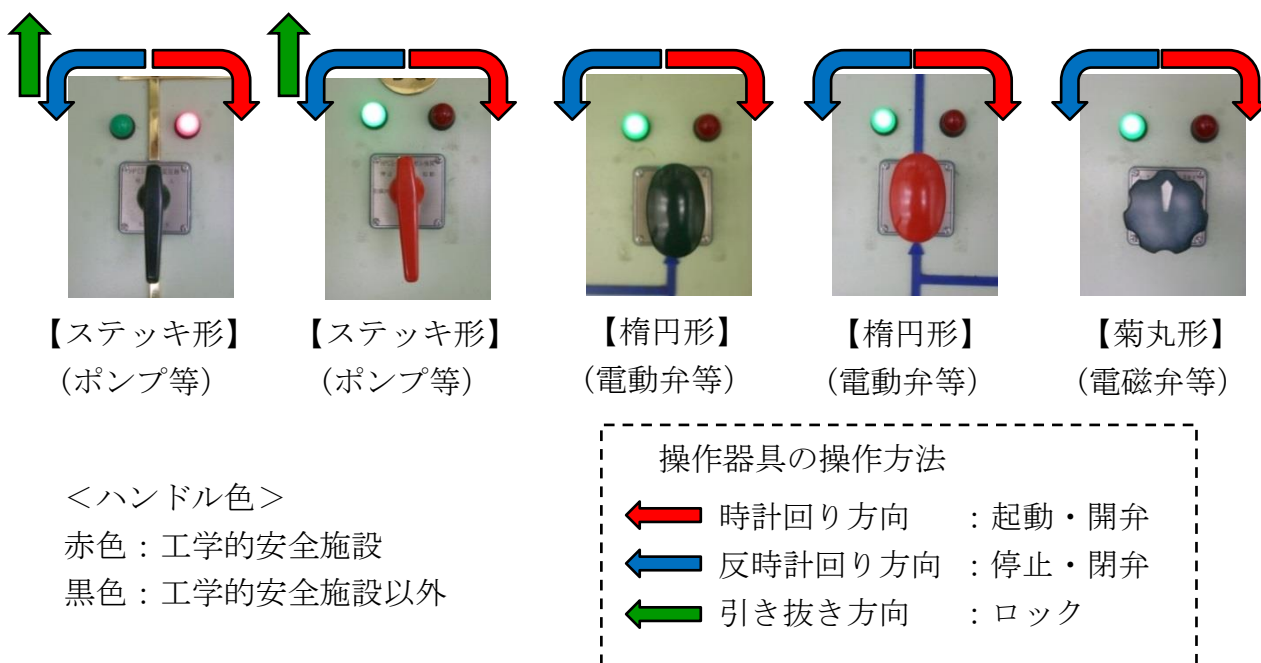 【ステッキ形】 【ステッキ形】 【楕円形】 【楕円形】 【菊丸形】
(ポンプ等) (ポンプ等) (電動弁等) (電動弁等) (電磁弁等)
＜ハンドル色＞
赤色：工学的安全施設
黒色：工学的安全施設以外
操作器具の操作方法
時計回り方向 ：起動・開弁
反時計回り方向 ：停止・閉弁
引き抜き方向 ：ロック